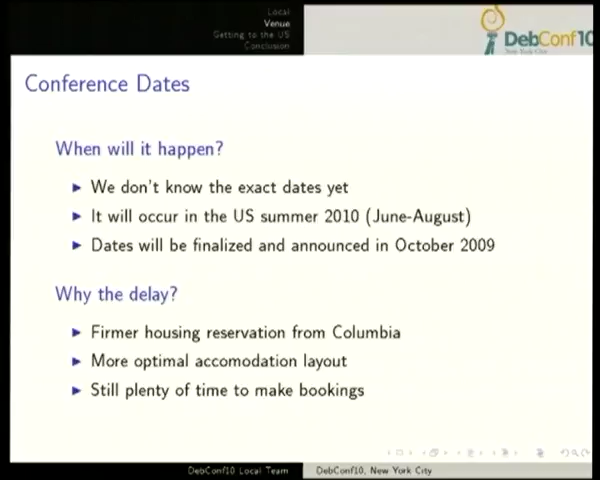 Local
Venue
Getting to the US
Conclusion
DebConf10
New York City
Conference Dates
When will it happen?
We don't know the exact dates yet
It will occur in the US summer 2010 (June-August)
Dates will be finalized and announced in October 2009
Why the delay?
Firmer housing reservation from Columbia
More optimal accomodation layout
Still plenty of time to make bookings
DebConf10 Local Team
DebConf10, New York City